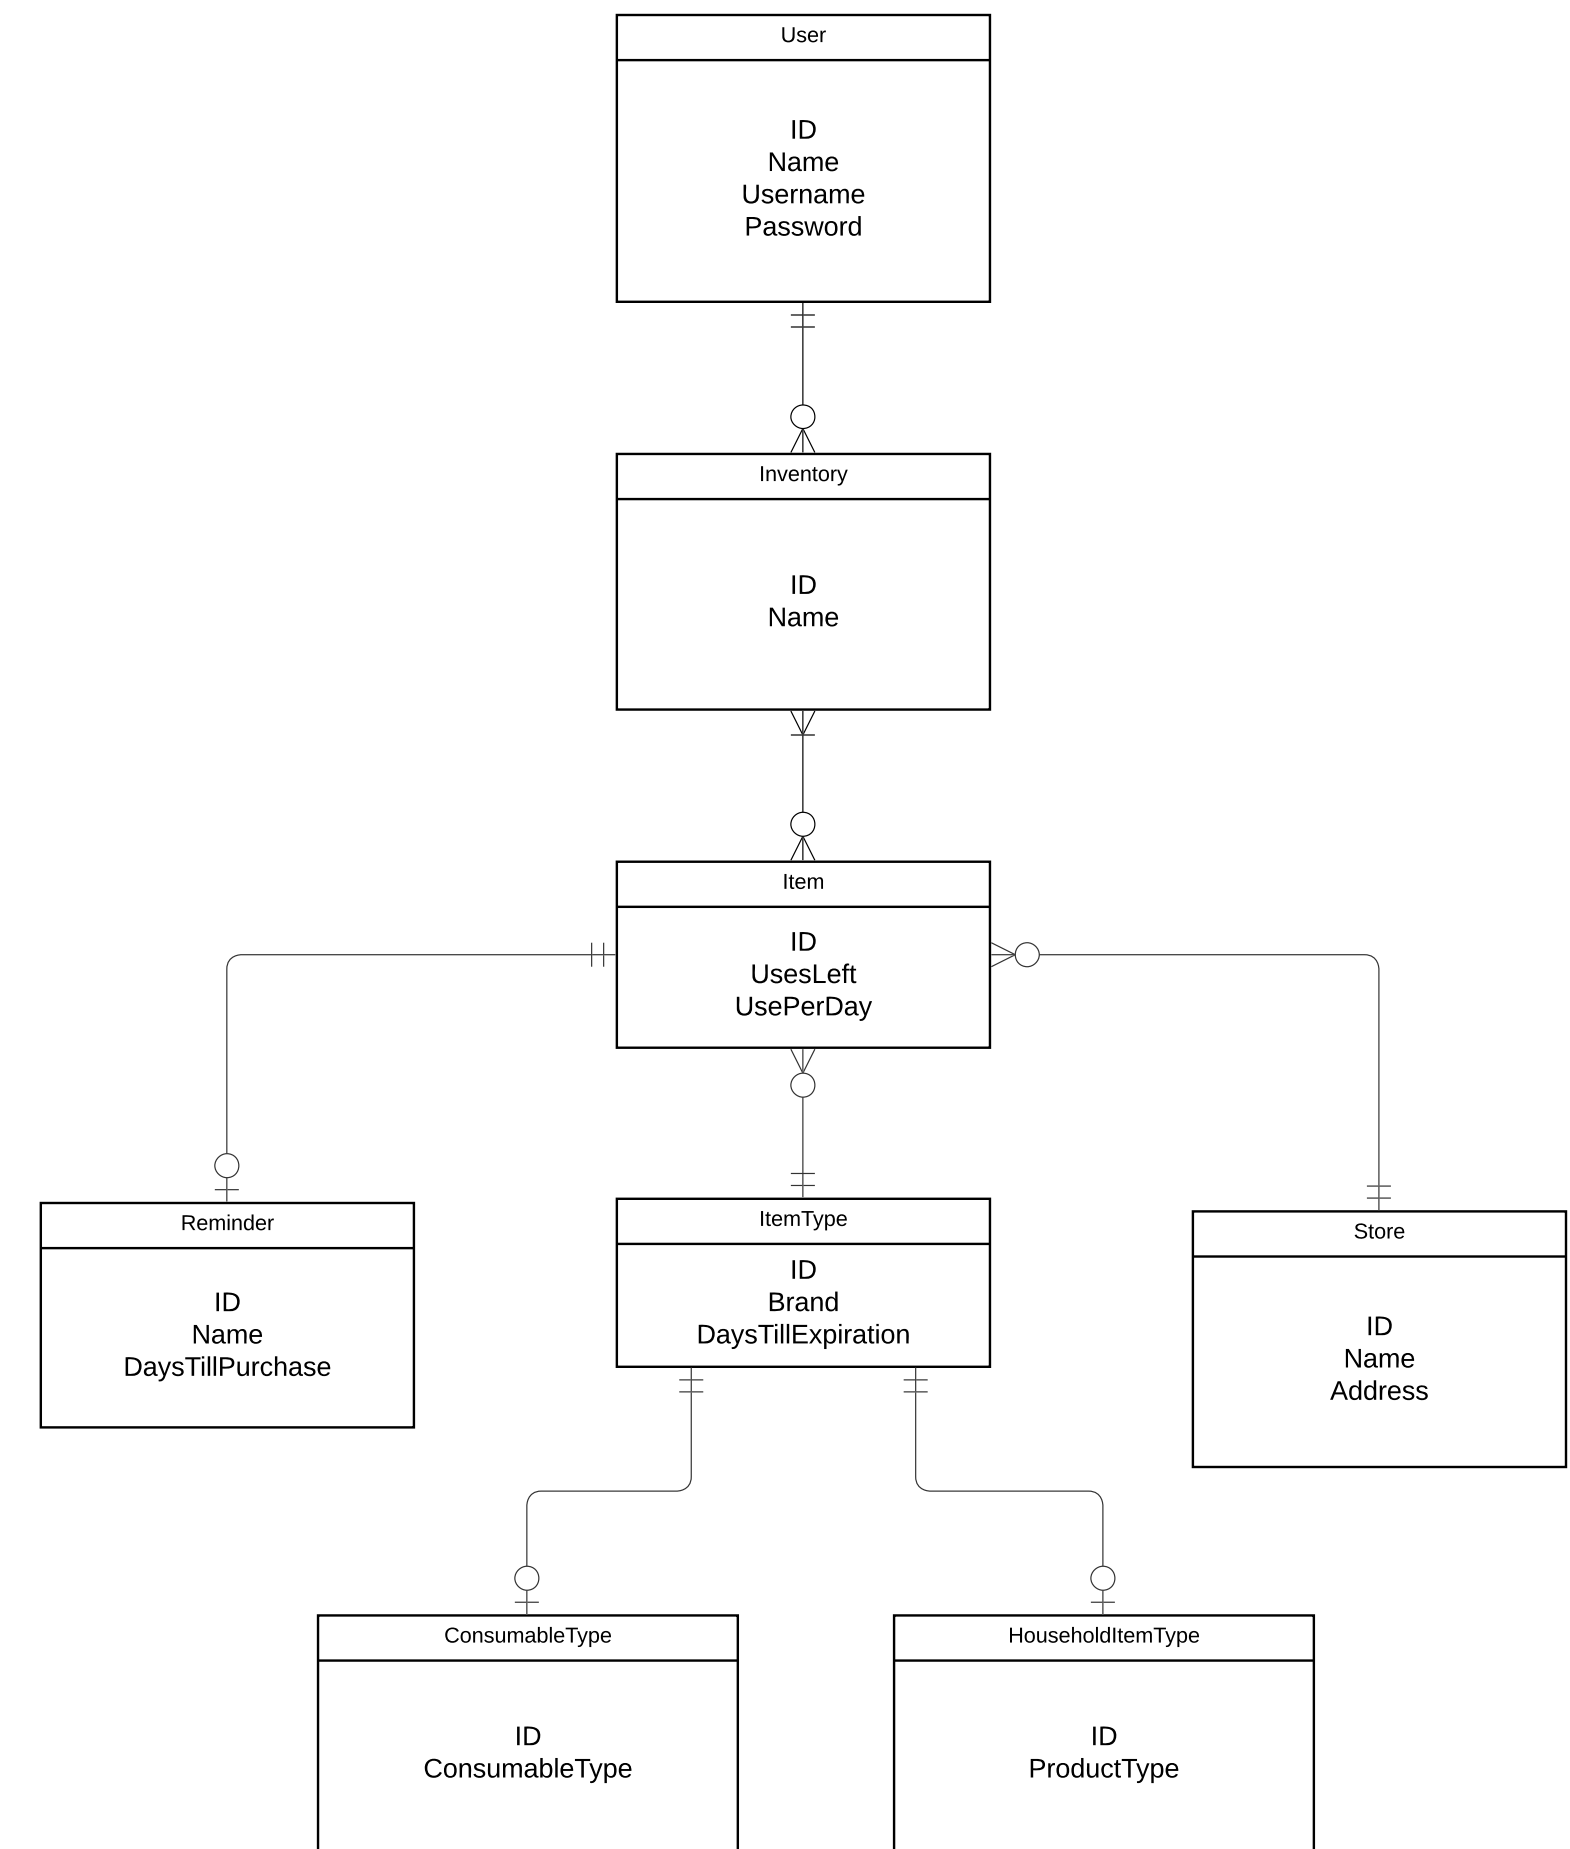 User
ID
Name
Username
Password
Inventory
ID
Name
Item
ID
UsesLeft
UsePerDay
Reminder
ID
Name
DaysTillPurchase
ItemType
ID
Brand
DaysTillExpiration
Store
ID
Name
Address
ConsumableType
ID
ConsumableType
HouseholdItemType
ID
ProductType